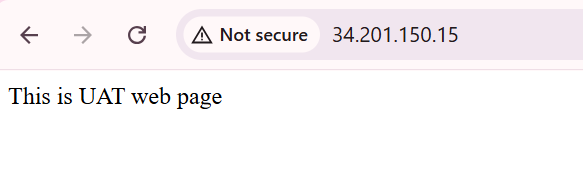 Not secure 34.201.150.15
This is UAT web page